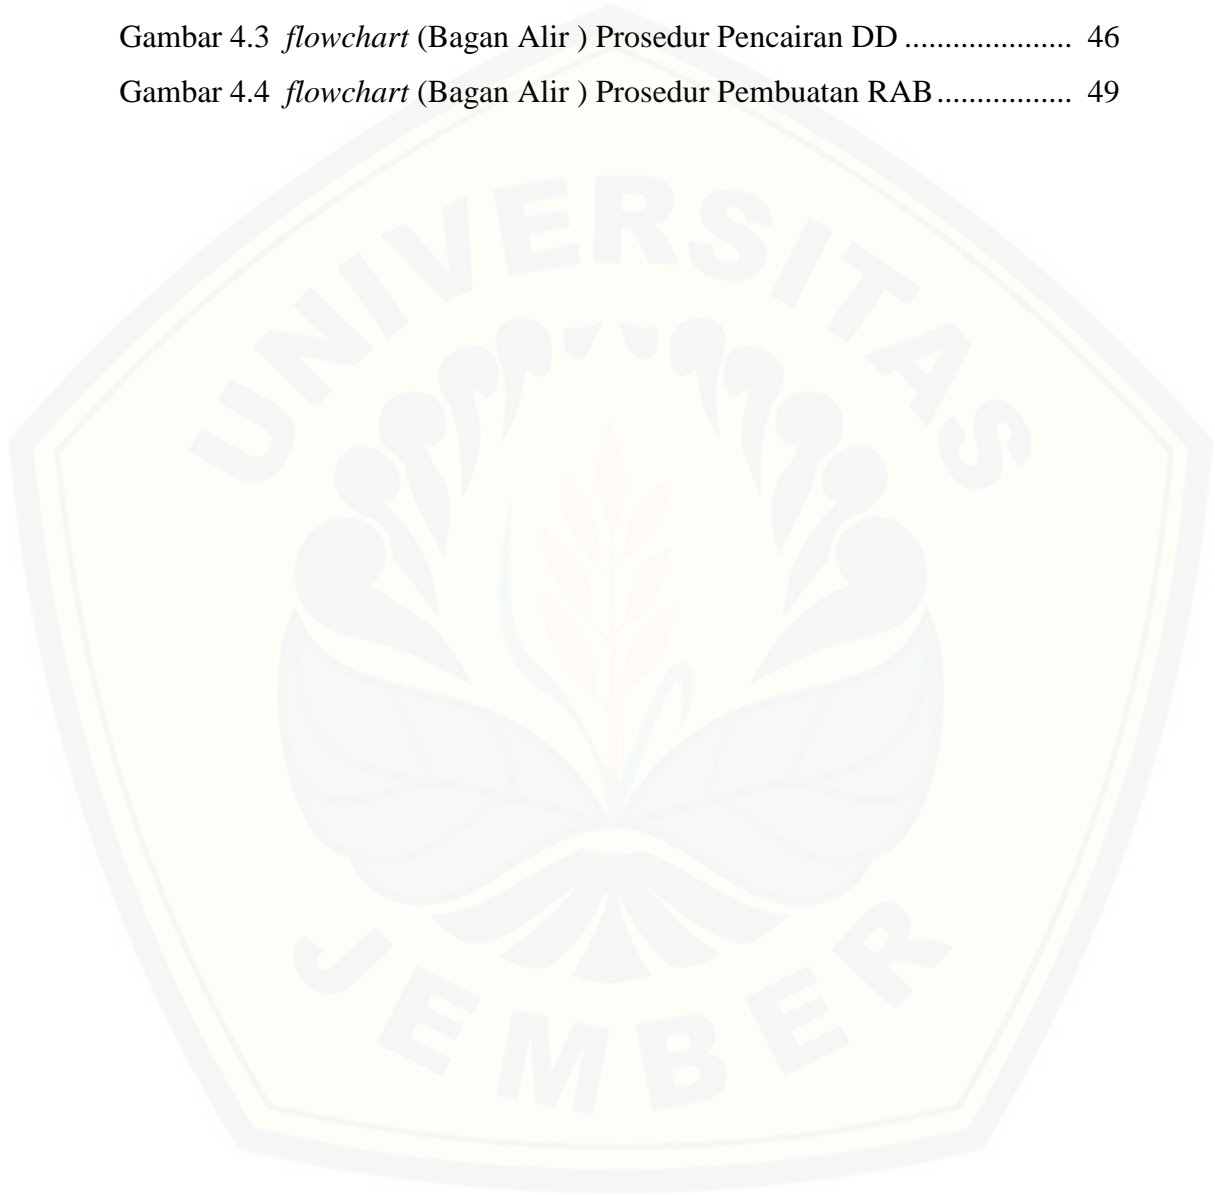 Gambar 4.3 flowchart (Bagan Alir ) Prosedur Pencairan DD ..................... 46
Gambar 4.4 flowchart (Bagan Alir ) Prosedur Pembuatan RAB ................. 49
UNIVERSITAS
JEMBER